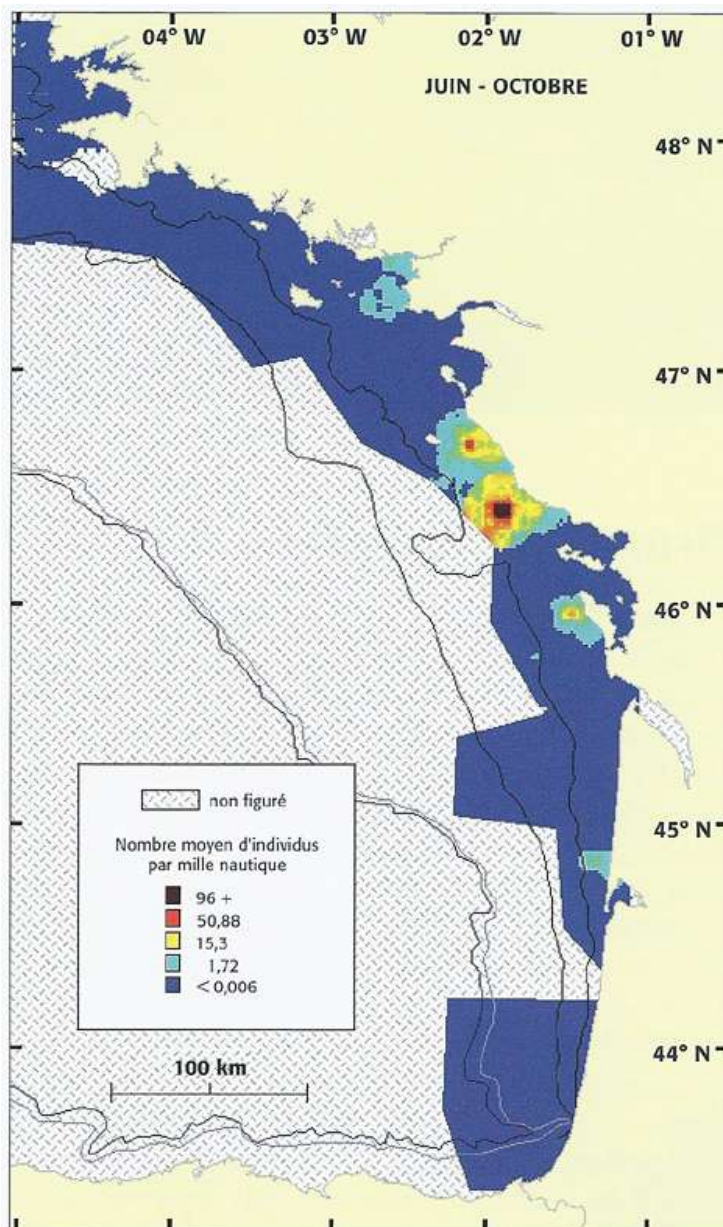 04° W
03° W
02° W
01° W
JUIN - OCTOBRE
48° N
47° N
46° N
45° N
44° N
non figuré
Nombre moyen d'individus
par mille nautique
96 +
50,88
15,3
1,72
< 0,006
100 km